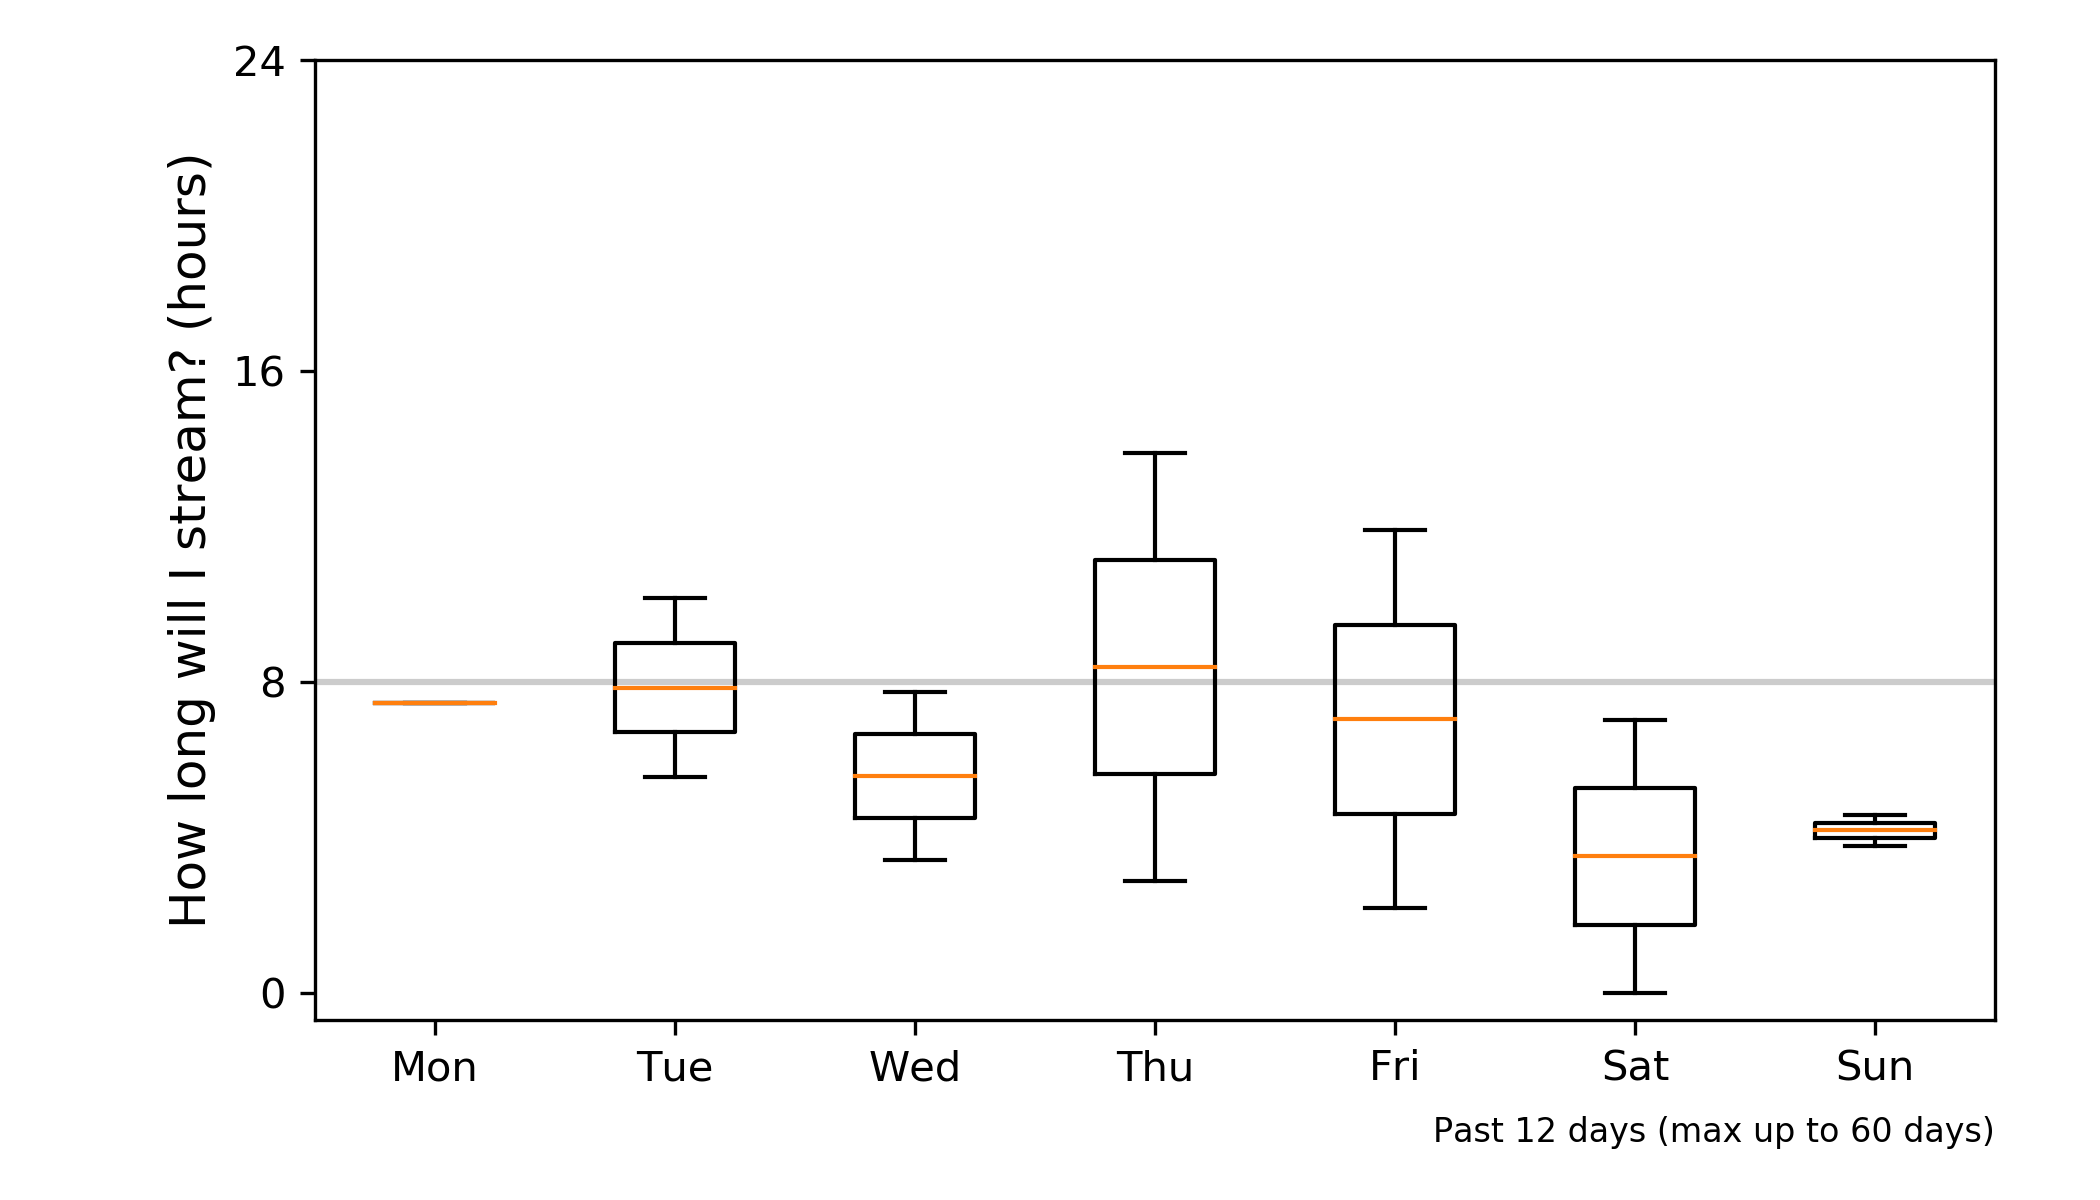 How long will I stream? (hours)
24
16
8
0
Mon Tue Wed Thu Fri Sat Sun
Past 12 days (max up to 60 days)